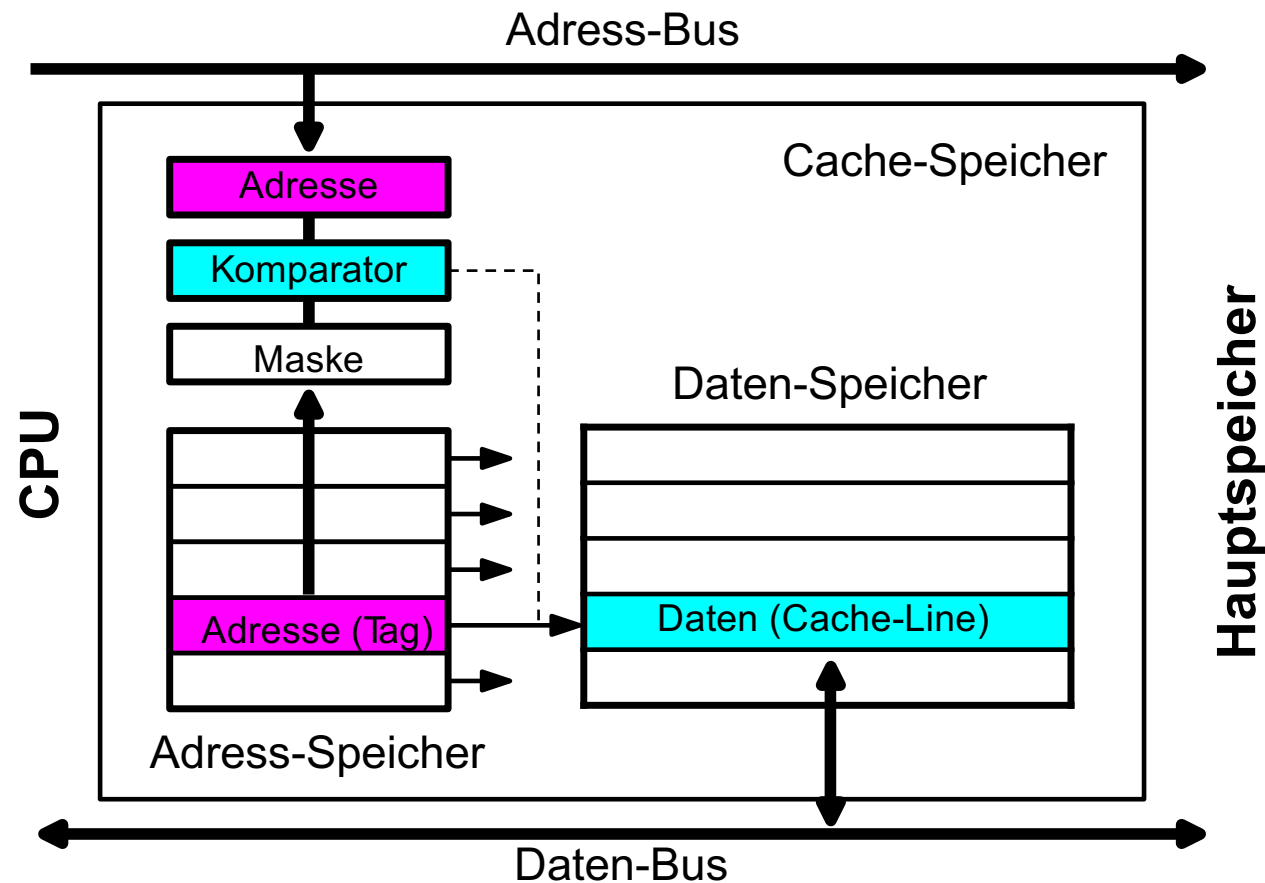 Adress-Bus
Cache-Speicher
Adresse
Komparator
Maske
Daten-Speicher
CPU
Hauptspeicher
Adresse (Tag)
Daten (Cache-Line)
Adress-Speicher
Daten-Bus